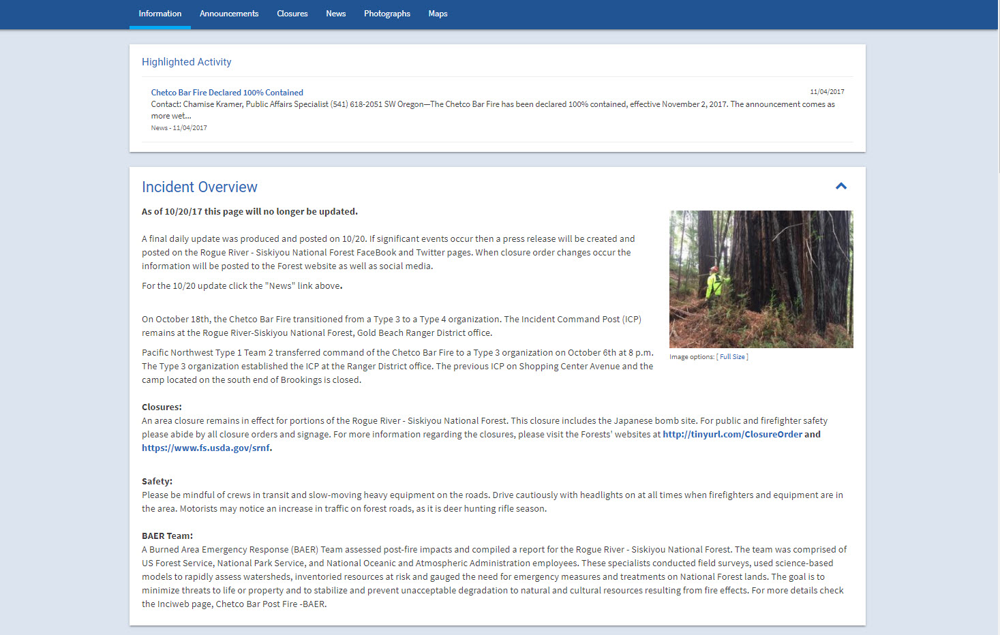 Information Announcements Closures News Photographs Maps
Highlighted Activity
Chetco Bar Fire Declared 100% Contained 11/04/2017
Contact: Chamise Kramer, Public Affairs Specialist (541) 618-2051 SW Oregon—The Chetco Bar Fire has been declared 100% contained, effective November 2, 2017. The announcement comes as
more wet...
News - 11/04/2017
Incident Overview
As of 10/20/17 this page will no longer be updated.
A final daily update was produced and posted on 10/20. If significant events occur then a press release will be created and
posted on the Rogue River - Siskiyou National Forest FaceBook and Twitter pages. When closure order changes occur the
information will be posted to the Forest website as well as social media.
For the 10/20 update click the "News" link above.
On October 18th, the Chetco Bar Fire transitioned from a Type 3 to a Type 4 organization. The Incident Command Post (ICP)
remains at the Rogue River-Siskiyou National Forest, Gold Beach Ranger District office.
Pacific Northwest Type 1 Team 2 transferred command of the Chetco Bar Fire to a Type 3 organization on October 6th at 8 p.m.
The Type 3 organization established the ICP at the Ranger District office. The previous ICP on Shopping Center Avenue and the
camp located on the south end of Brookings is closed.
Image options: [ Full Size ]
Closures:
An area closure remains in effect for portions of the Rogue River - Siskiyou National Forest. This closure includes the Japanese bomb site. For public and firefighter safety
please abide by all closure orders and signage. For more information regarding the closures, please visit the Forests' websites at http://tinyurl.com/ClosureOrder and
https://www.fs.usda.gov/srnf.
Safety:
Please be mindful of crews in transit and slow-moving heavy equipment on the roads. Drive cautiously with headlights on at all times when firefighters and equipment are in
the area. Motorists may notice an increase in traffic on forest roads, as it is deer hunting rifle season.
BAER Team:
A Burned Area Emergency Response (BAER) Team assessed post-fire impacts and compiled a report for the Rogue River - Siskiyou National Forest. The team was comprised of
US Forest Service, National Park Service, and National Oceanic and Atmospheric Administration employees. These specialists conducted field surveys, used science-based
models to rapidly assess watersheds, inventoried resources at risk and gauged the need for emergency measures and treatments on National Forest lands. The goal is to
minimize threats to life or property and to stabilize and prevent unacceptable degradation to natural and cultural resources resulting from fire effects. For more details check
the Inciweb page, Chetco Bar Post Fire -BAER.